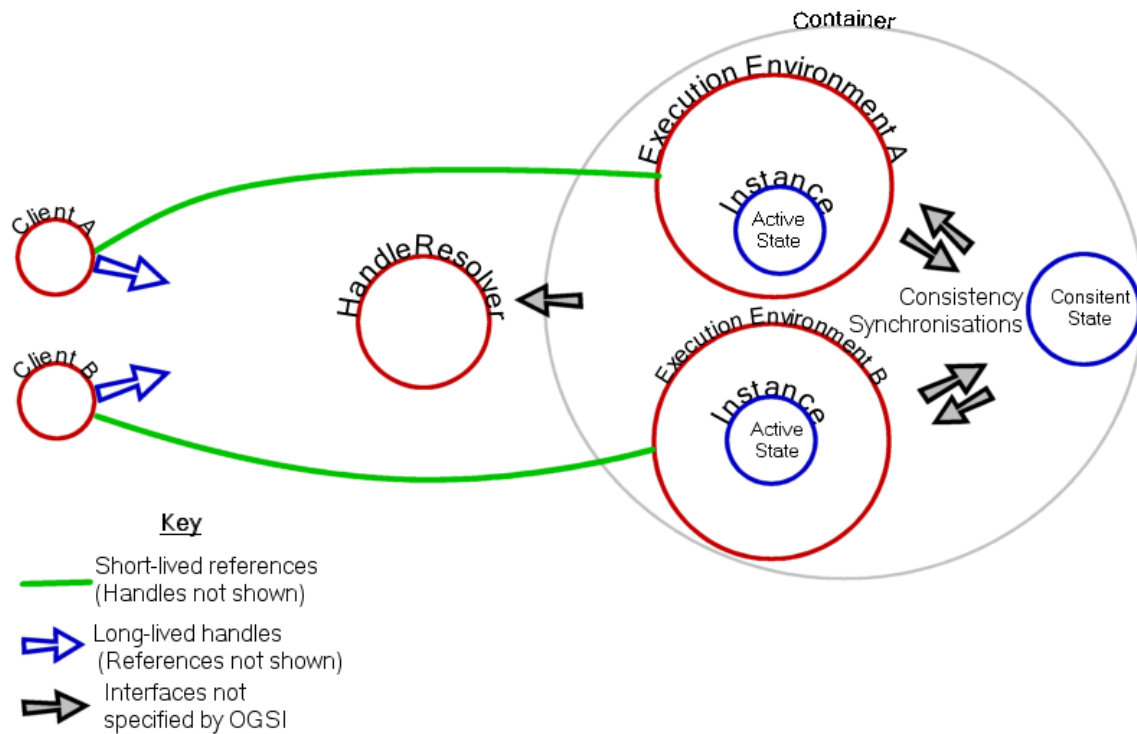 Container
Execution Environment A
Instance
Active
State
Client A
HandleResolver
Consistency
Synchronisations
Consitent
State
Client B
Execution Environment B
Instance
Active
State
Key
Short-lived references
(Handles not shown)
Long-lived handles
(References not shown)
Interfaces not
specified by OGSI